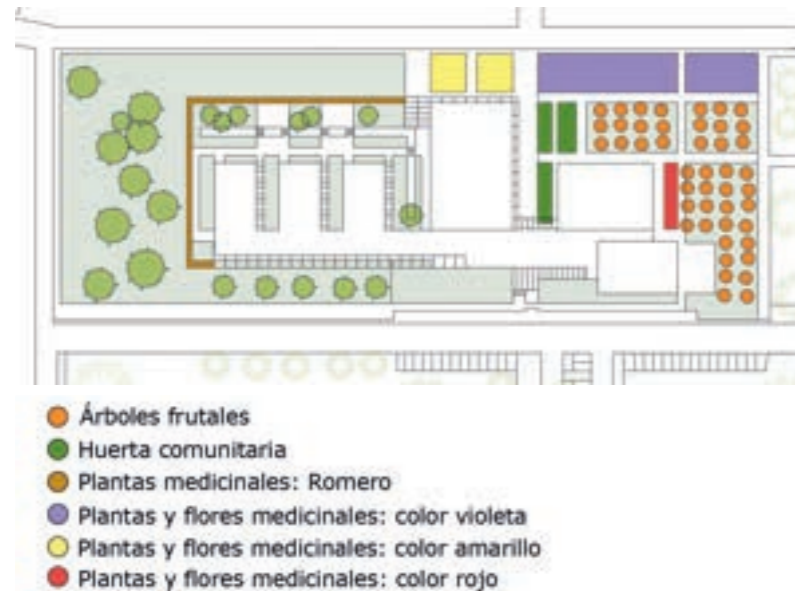 Árboles frutales
Huerta comunitaria
Plantas medicinales: Romero
Plantas y flores medicinales: color violeta
Plantas y flores medicinales: color amarillo
Plantas y flores medicinales: color rojo